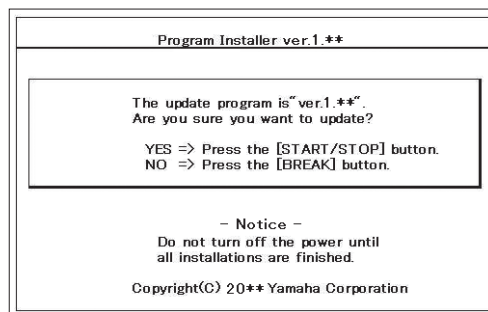 Program Installer ver.1.**
The update program is"ver.1.**".
Are you sure you want to update?
YES => Press the [START/STOP] button.
NO => Press the [BREAK] button.
- Notice -
Do not turn off the power until
all installations are finished.
Copyright(C) 20** Yamaha Corporation